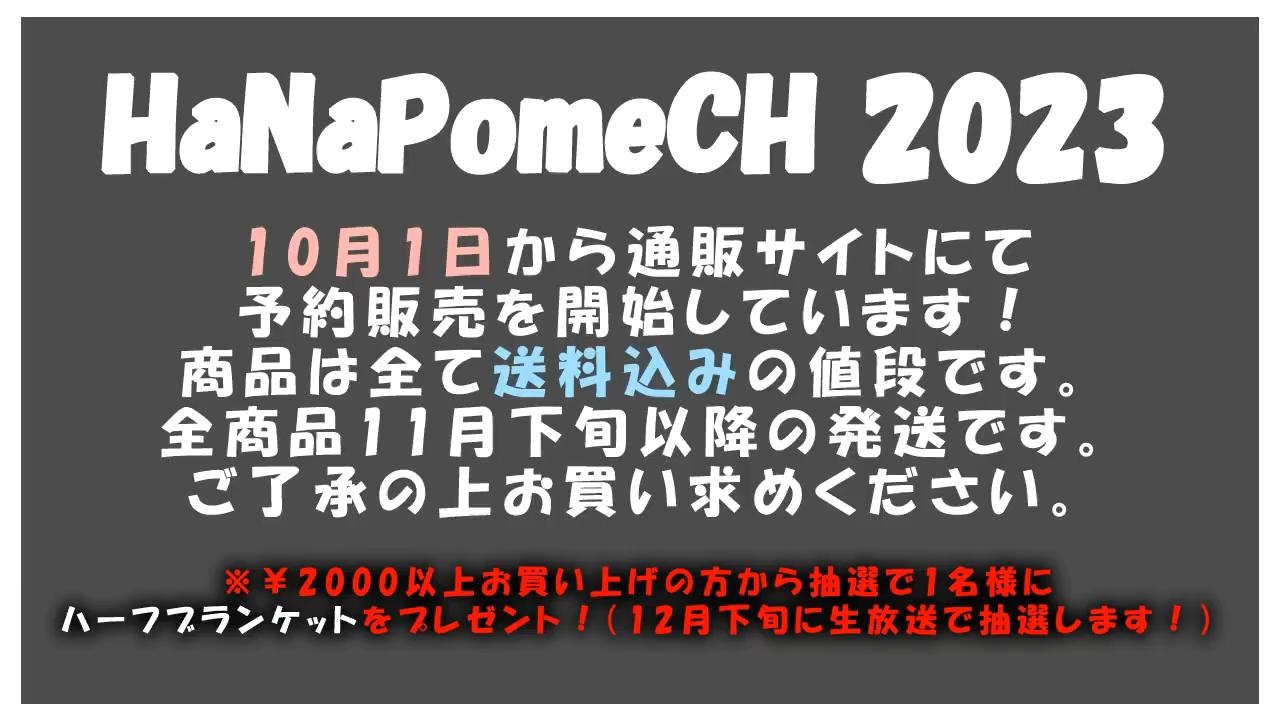 HaNaPomeCH 2023
10月1日から通販サイトにて
予約販売を開始しています！
商品は全て送料込みの値段です。
全商品11月下旬以降の発送です。
ご了承の上お買い求めください。
※￥2000以上お買い上げの方から抽選で1名様に
ハーフブランケットをプレゼント！（12月下旬に生放送で抽選します！）